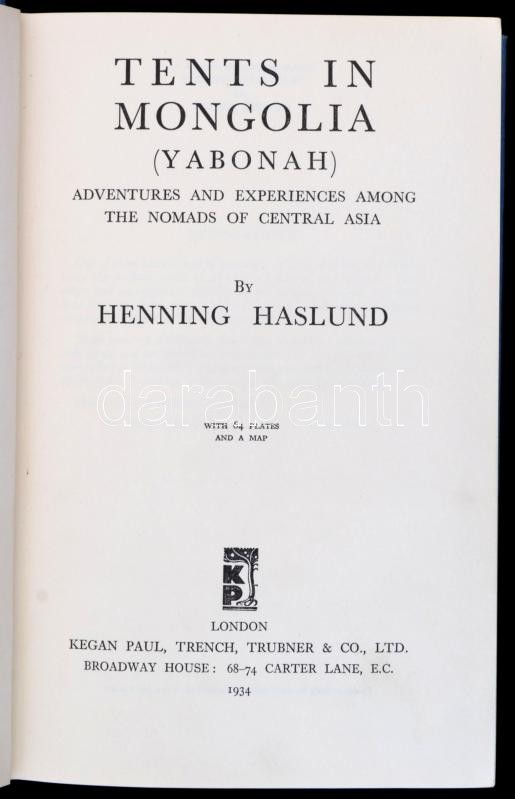 TENTS IN
MONGOLIA
(YABONAH)
ADVENTURES AND EXPERIENCES AMONG
THE NOMADS OF CENTRAL ASIA
BY
HENNING HASLUND
darabanth
WITH 64 PLATES
AND A MAP
K
P
LONDON
KEGAN PAUL, TRENCH, TRUBNER & CO., LTD.
BROADWAY HOUSE: 68–74 CARTER LANE, E.C.
1934